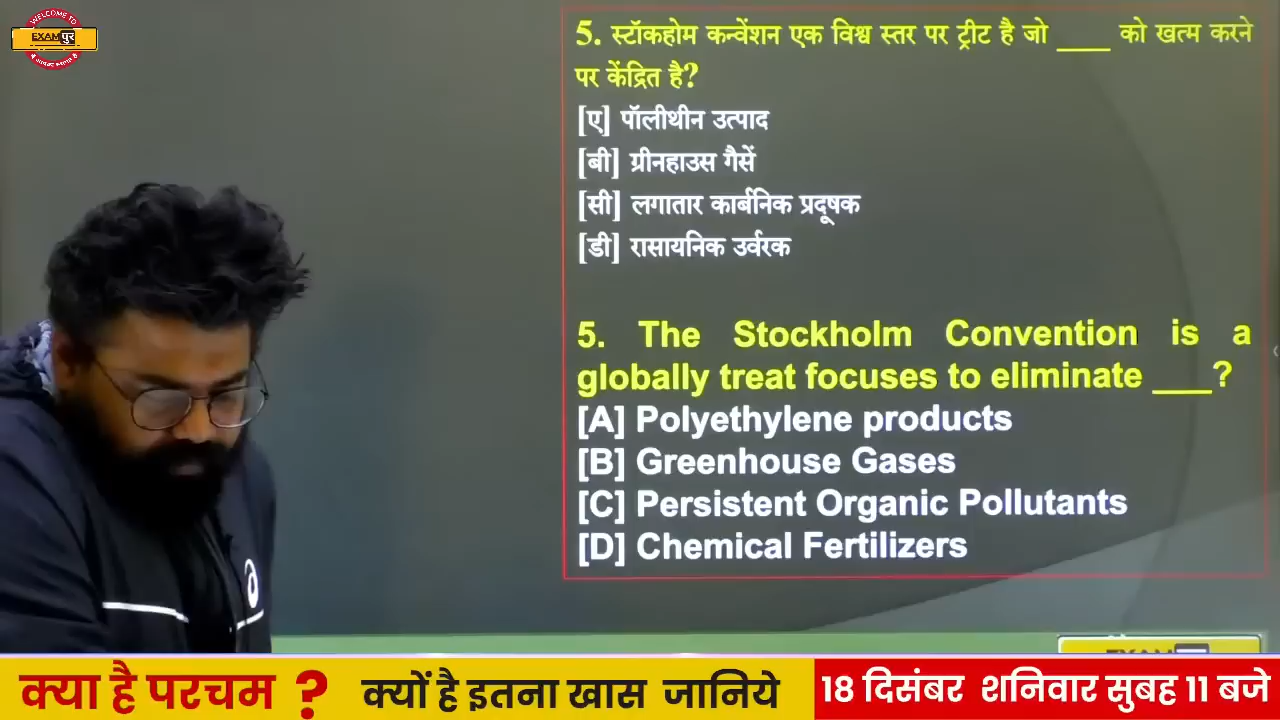 WELCOME TO
EXAMपुर
5. स्टॉकहोम कन्वेंशन एक विश्व स्तर पर ट्रीट है जो ____ को खत्म करने
पर केंद्रित है?
[ए] पॉलीथीन उत्पाद
[बी] ग्रीनहाउस गैसें
[सी] लगातार कार्बनिक प्रदूषक
[डी] रासायनिक उर्वरक
5. The Stockholm Convention is a
globally treat focuses to eliminate ___?
[A] Polyethylene products
[B] Greenhouse Gases
[C] Persistent Organic Pollutants
[D] Chemical Fertilizers
क्या है परचम ? क्यों है इतना खास जानिये 18 दिसंबर शनिवार सुबह 11 बजे